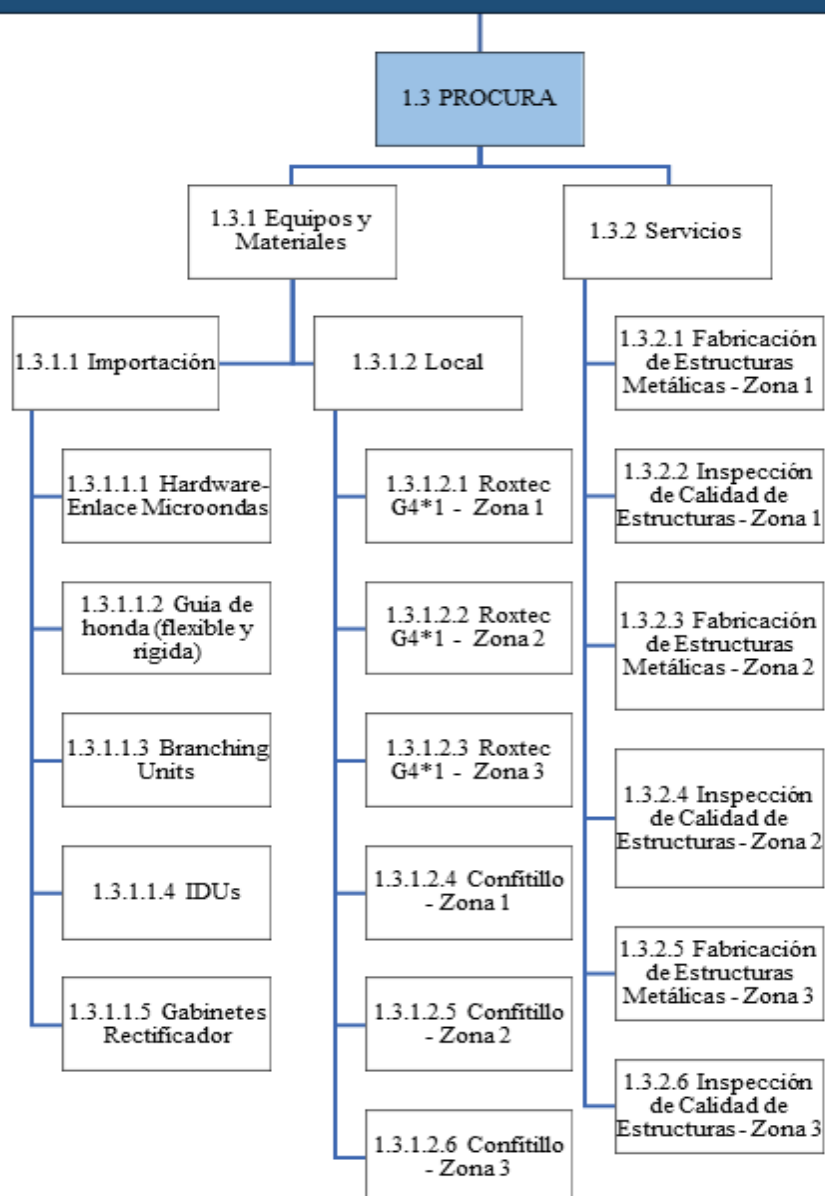 1.3 PROCURA
1.3.1 Equipos y
Materiales
1.3.2 Servicios
1.3.1.1 Importación
1.3.1.2 Local
1.3.1.1.1 Hardware-
Enlace Microondas
1.3.1.1.2 Guía de
honda (flexible y
rigida)
1.3.1.1.3 Branching
Units
1.3.1.1.4 IDUs
1.3.1.1.5 Gabinetes
Rectificador
1.3.1.2.1 Roxtec
G4*1 - Zona 1
1.3.1.2.2 Roxtec
G4*1 - Zona 2
1.3.1.2.3 Roxtec
G4*1 - Zona 3
1.3.1.2.4 Confitillo
- Zona 1
1.3.1.2.5 Confitillo
- Zona 2
1.3.1.2.6 Confitillo
- Zona 3
1.3.2.1 Fabricación
de Estructuras
Metálicas - Zona 1
1.3.2.2 Inspección
de Calidad de
Estructuras - Zona 1
1.3.2.3 Fabricación
de Estructuras
Metálicas - Zona 2
1.3.2.4 Inspección
de Calidad de
Estructuras - Zona 2
1.3.2.5 Fabricación
de Estructuras
Metálicas - Zona 3
1.3.2.6 Inspección
de Calidad de
Estructuras - Zona 3